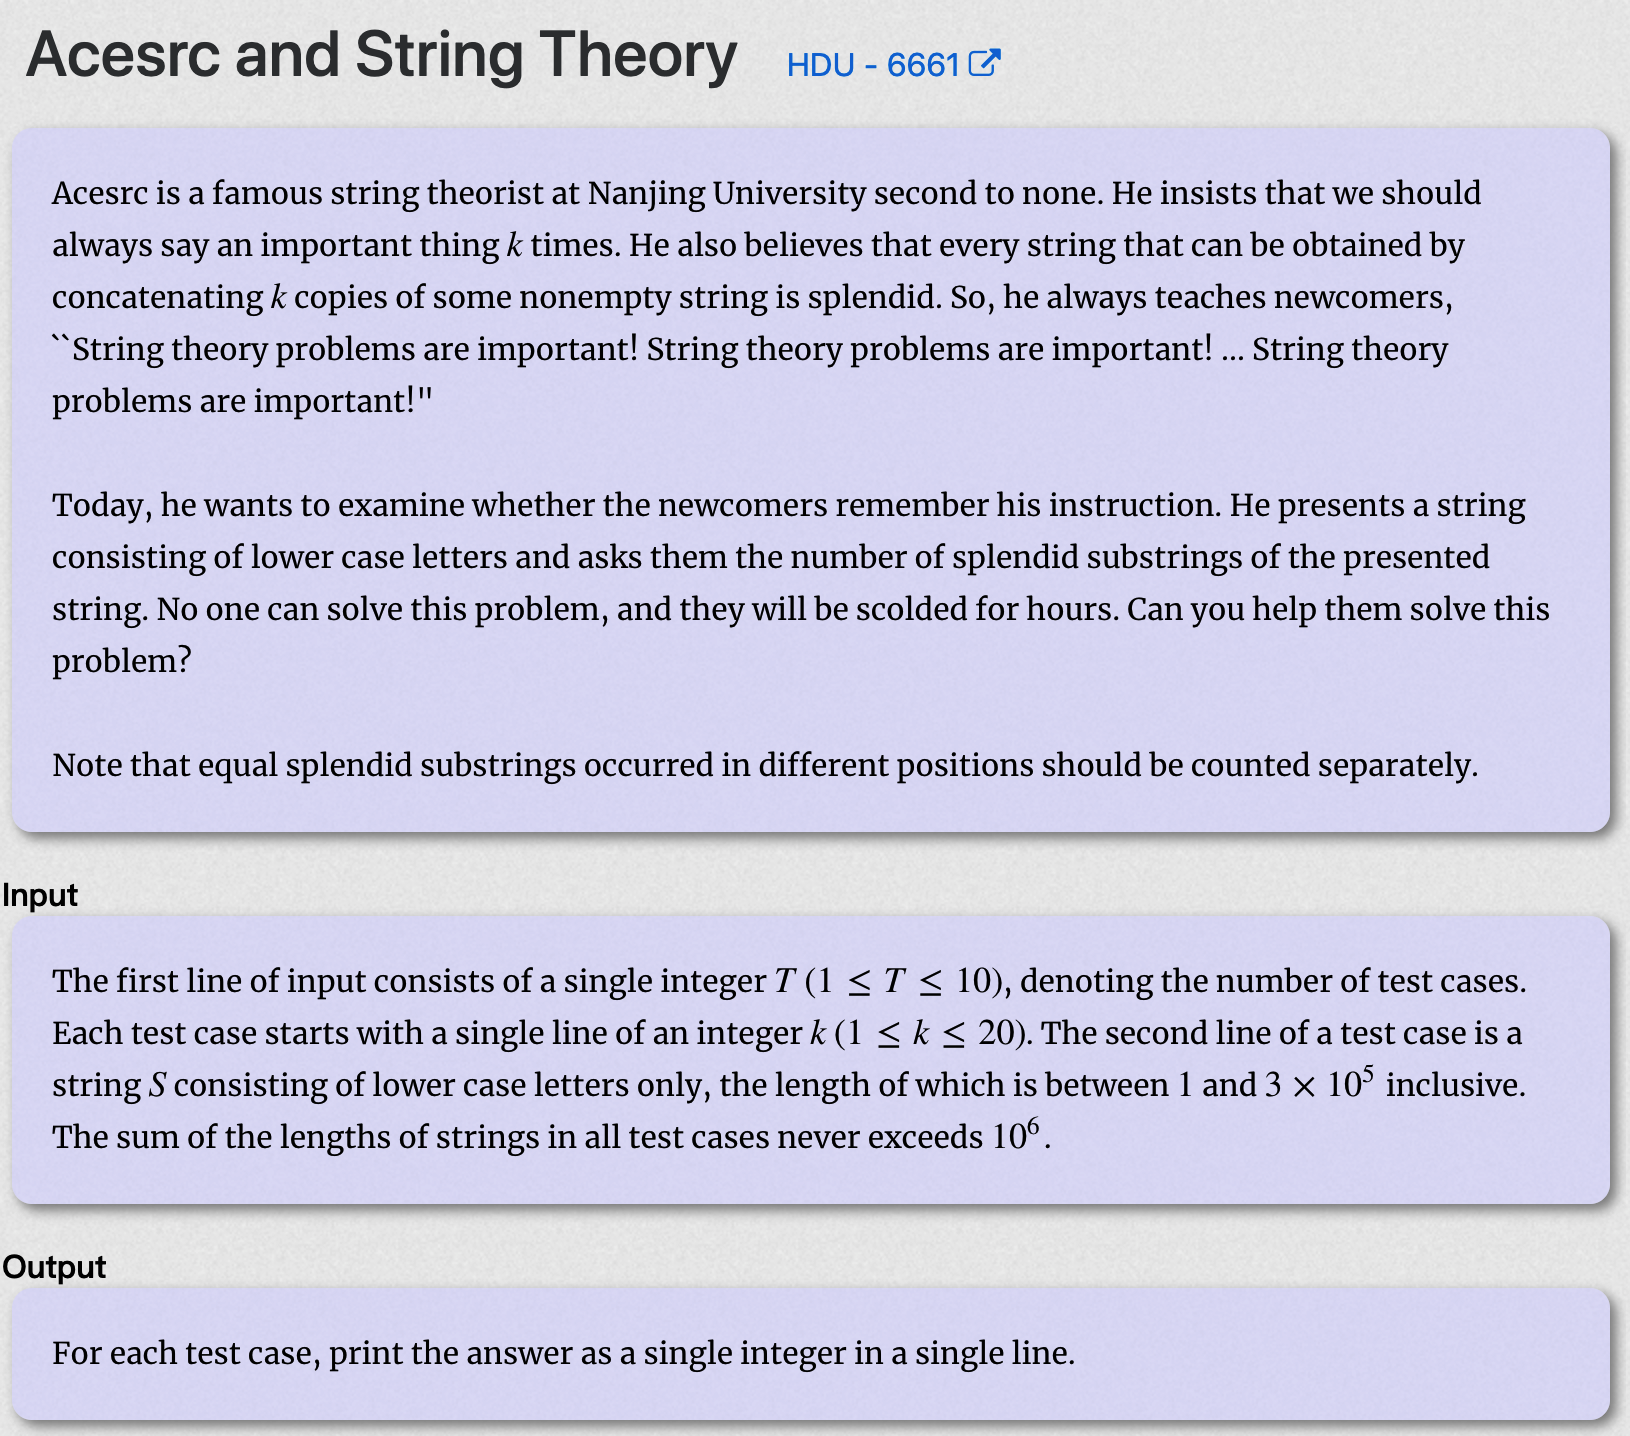 Acesrc and String Theory HDU - 6661
Acesrc is a famous string theorist at Nanjing University second to none. He insists that we should
always say an important thing k times. He also believes that every string that can be obtained by
concatenating k copies of some nonempty string is splendid. So, he always teaches newcomers,
``String theory problems are important! String theory problems are important! ... String theory
problems are important!"
Today, he wants to examine whether the newcomers remember his instruction. He presents a string
consisting of lower case letters and asks them the number of splendid substrings of the presented
string. No one can solve this problem, and they will be scolded for hours. Can you help them solve this
problem?
Note that equal splendid substrings occurred in different positions should be counted separately.
Input
The first line of input consists of a single integer T (1 ≤ T ≤ 10), denoting the number of test cases.
Each test case starts with a single line of an integer k (1 ≤ k ≤ 20). The second line of a test case is a
string S consisting of lower case letters only, the length of which is between 1 and 3 × 10⁵ inclusive.
The sum of the lengths of strings in all test cases never exceeds 10⁶.
Output
For each test case, print the answer as a single integer in a single line.